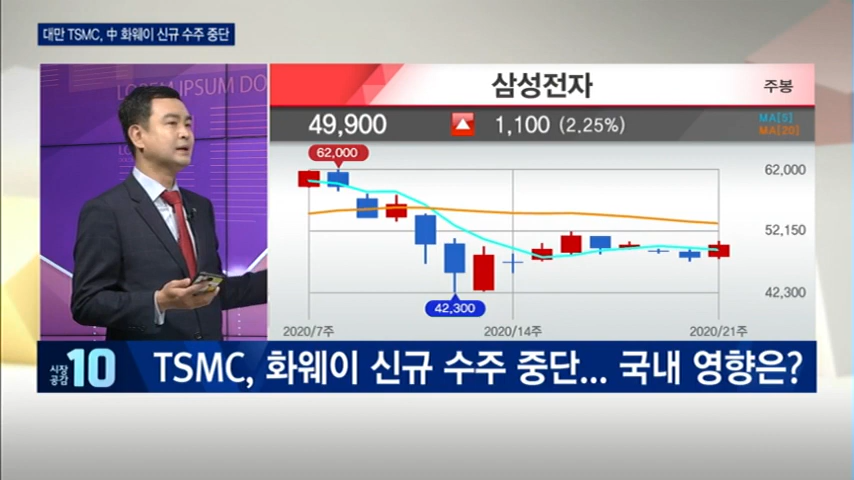 대만 TSMC, 中 화웨이 신규 수주 중단
LOREM IPSUM DO
삼성전자
주봉
49,900
1,100 (2.25%)
MA[5]
MA[20]
62,000
62,000
52,150
42,300
42,300
2020/7주
2020/14주
2020/21주
시장
공감
10
TSMC, 화웨이 신규 수주 중단... 국내 영향은?